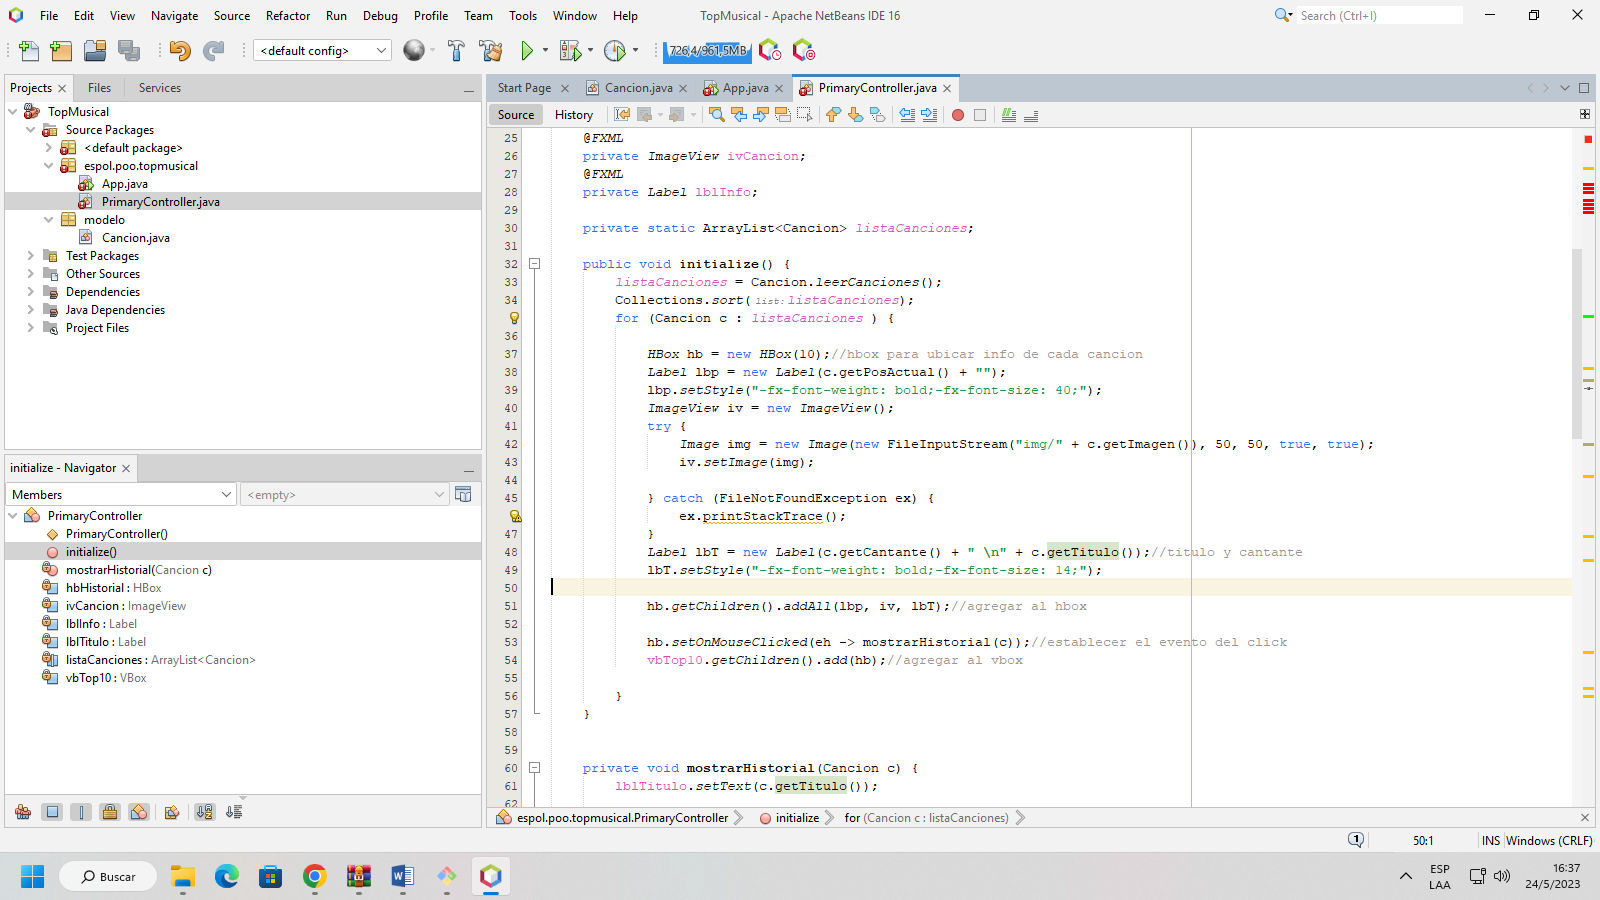 File Edit View Navigate Source Refactor Run Debug Profile Team Tools Window Help TopMusical - Apache NetBeans IDE 16 Search (Ctrl+I)
<default config> 726,4/961,5MB
Projects Files Services
TopMusical
Source Packages
<default package>
espol.poo.topmusical
App.java
PrimaryController.java
modelo
Cancion.java
Test Packages
Other Sources
Dependencies
Java Dependencies
Project Files
initialize - Navigator
Members <empty>
PrimaryController
PrimaryController()
initialize()
mostrarHistorial(Cancion c)
hbHistorial : HBox
ivCancion : ImageView
lblInfo : Label
lblTitulo : Label
listaCanciones : ArrayList<Cancion>
vbTop10 : VBox
Start Page Cancion.java App.java PrimaryController.java
Source History
25 @FXML
26 private ImageView ivCancion;
27 @FXML
28 private Label lblInfo;
29
30 private static ArrayList<Cancion> listaCanciones;
31
32 public void initialize() {
33 listaCanciones = Cancion.leerCanciones();
34 Collections.sort( list: listaCanciones);
for (Cancion c : listaCanciones ) {
36
37 HBox hb = new HBox(10);//hbox para ubicar info de cada cancion
38 Label lbp = new Label(c.getPosActual() + "");
39 lbp.setStyle("-fx-font-weight: bold;-fx-font-size: 40;");
40 ImageView iv = new ImageView();
41 try {
42 Image img = new Image(new FileInputStream("img/" + c.getImagen()), 50, 50, true, true);
43 iv.setImage(img);
44
45 } catch (FileNotFoundException ex) {
ex.printStackTrace();
47 }
48 Label lbT = new Label(c.getCantante() + " \n" + c.getTitulo());//titulo y cantante
49 lbT.setStyle("-fx-font-weight: bold;-fx-font-size: 14;");
50
51 hb.getChildren().addAll(lbp, iv, lbT);//agregar al hbox
52
53 hb.setOnMouseClicked(eh -> mostrarHistorial(c));//establecer el evento del click
54 vbTop10.getChildren().add(hb);//agregar al vbox
55
56 }
57 }
58
59
60 private void mostrarHistorial(Cancion c) {
61 lblTitulo.setText(c.getTitulo());
62
espol.poo.topmusical.PrimaryController initialize for (Cancion c : listaCanciones)
1 50:1 INS Windows (CRLF)
Buscar
ESP
LAA
16:37
24/5/2023